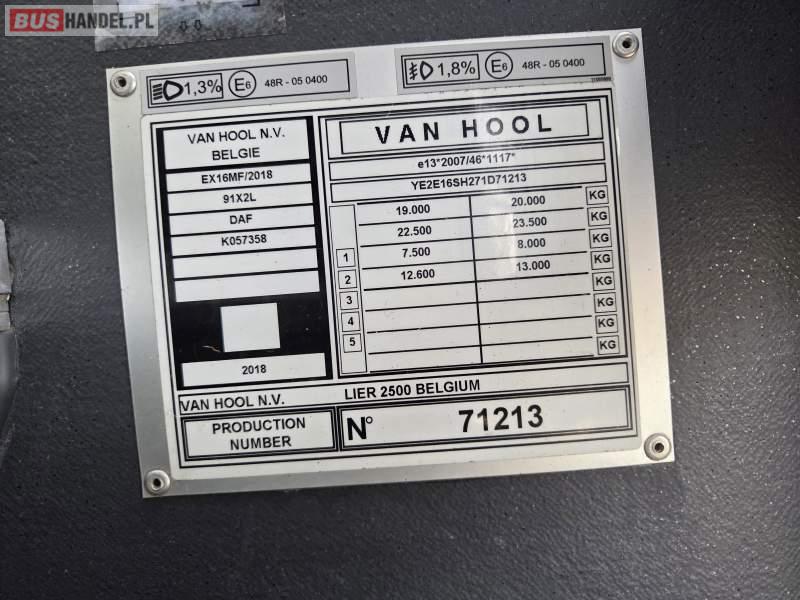 BUSHANDEL.PL
1,3% E6 48R - 05 0400
1,8% E6 48R - 05 0400
VAN HOOL N.V.
BELGIE
EX16MF/2018
91X2L
DAF
K057358
2018
VAN HOOL
e13*2007/46*1117*
YE2E16SH271D71213
19.000 20.000 KG
22.500 23.500 KG
1 7.500 8.000 KG
2 12.600 13.000 KG
3 KG
4 KG
5 KG
VAN HOOL N.V. LIER 2500 BELGIUM
PRODUCTION
NUMBER
N° 71213